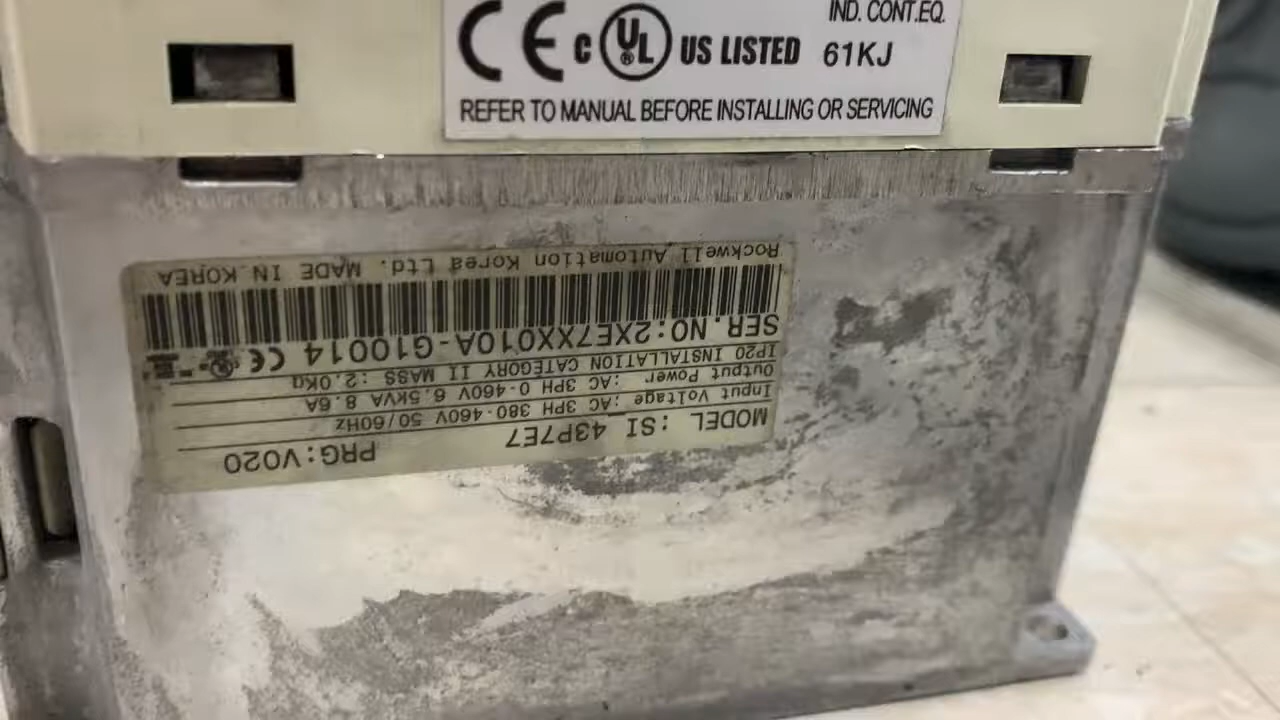 IND. CONT.EQ.
CE c UL ® US LISTED 61KJ
REFER TO MANUAL BEFORE INSTALLING OR SERVICING
MODEL :SI 43P7E7 PRG:V020
Input Voltage :AC 3PH 380-460V 50/60Hz
Output Power :AC 3PH 0-460V 6.5kVA 8.6A
IP20 INSTALLATION CATEGORY II MASS :2.0Kg
SER.NO:2XE7XX010A-G10014 CE
Rockwell Automation Korea Ltd. MADE IN KOREA